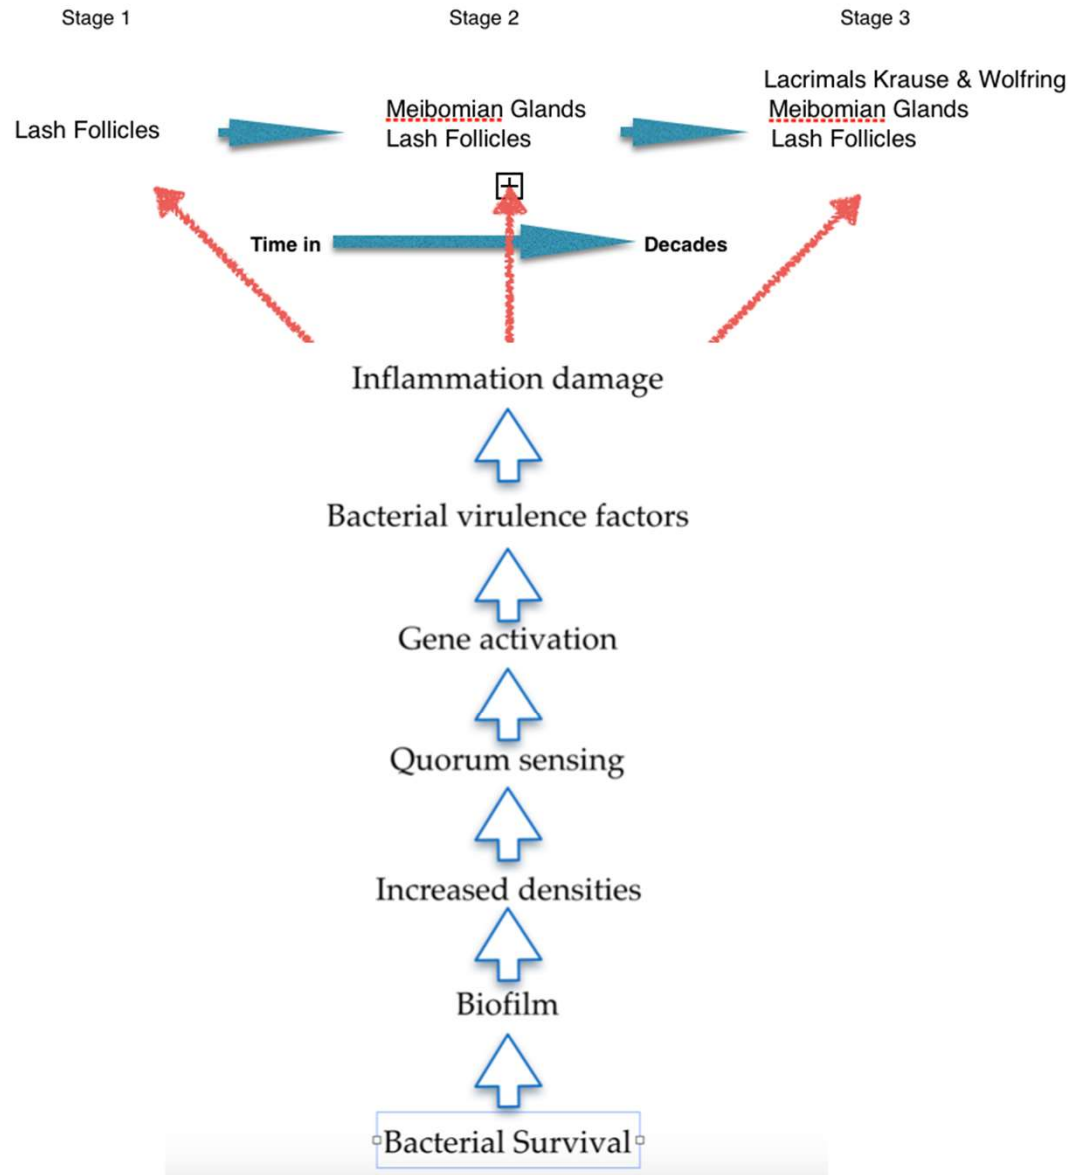 Stage 1
Stage 2
Stage 3
Lash Follicles
Meibomian Glands
Lash Follicles
Lacrimals Krause & Wolfring
Meibomian Glands
Lash Follicles
Time in
Decades
Inflammation damage
Bacterial virulence factors
Gene activation
Quorum sensing
Increased densities
Biofilm
Bacterial Survival